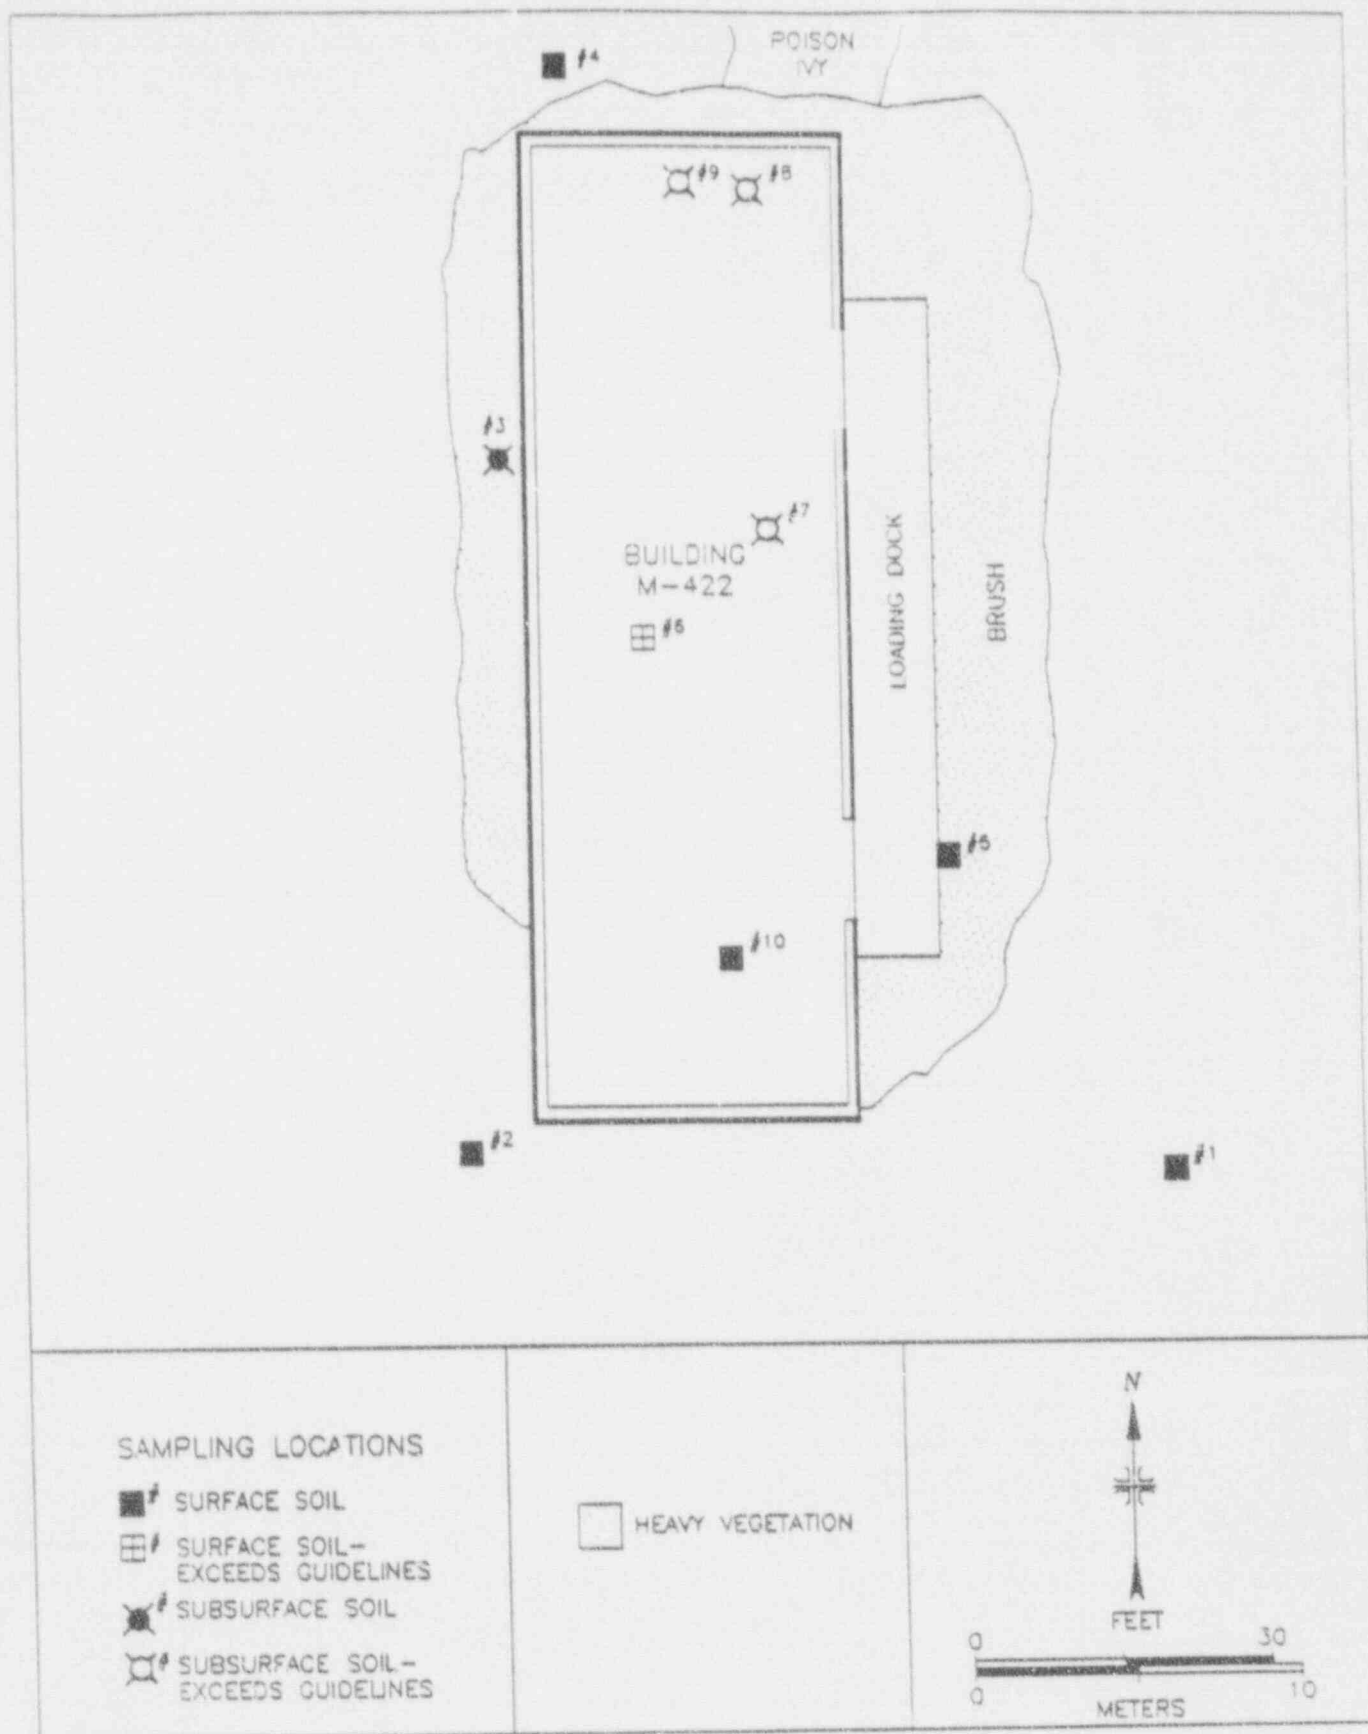 #4
POISON
IVY
#9
#8
#3
#7
BUILDING
M-422
#6
LOADING DOCK
BRUSH
#5
#10
#2
#1
SAMPLING LOCATIONS
# SURFACE SOIL
# SURFACE SOIL-
EXCEEDS GUIDELINES
# SUBSURFACE SOIL
# SUBSURFACE SOIL-
EXCEEDS GUIDELINES
HEAVY VEGETATION
N
FEET
0 30
0 10
METERS